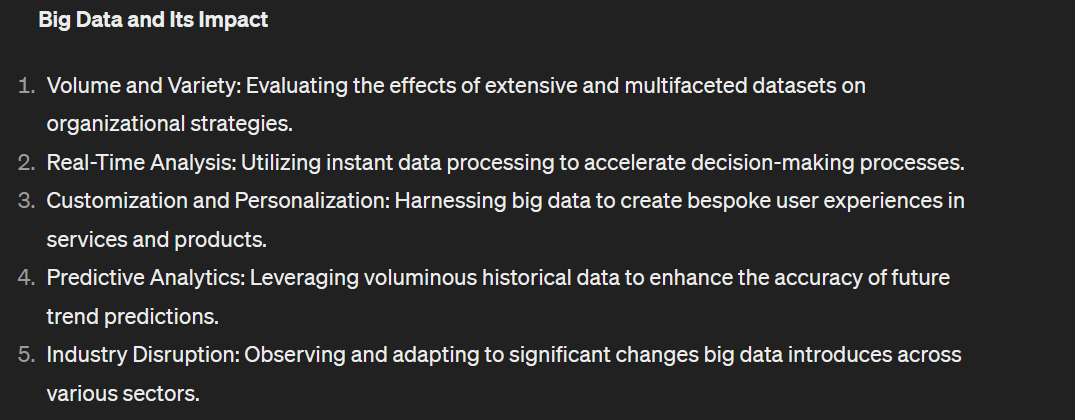 Big Data and Its Impact
1. Volume and Variety: Evaluating the effects of extensive and multifaceted datasets on
organizational strategies.
2. Real-Time Analysis: Utilizing instant data processing to accelerate decision-making processes.
3. Customization and Personalization: Harnessing big data to create bespoke user experiences in
services and products.
4. Predictive Analytics: Leveraging voluminous historical data to enhance the accuracy of future
trend predictions.
5. Industry Disruption: Observing and adapting to significant changes big data introduces across
various sectors.